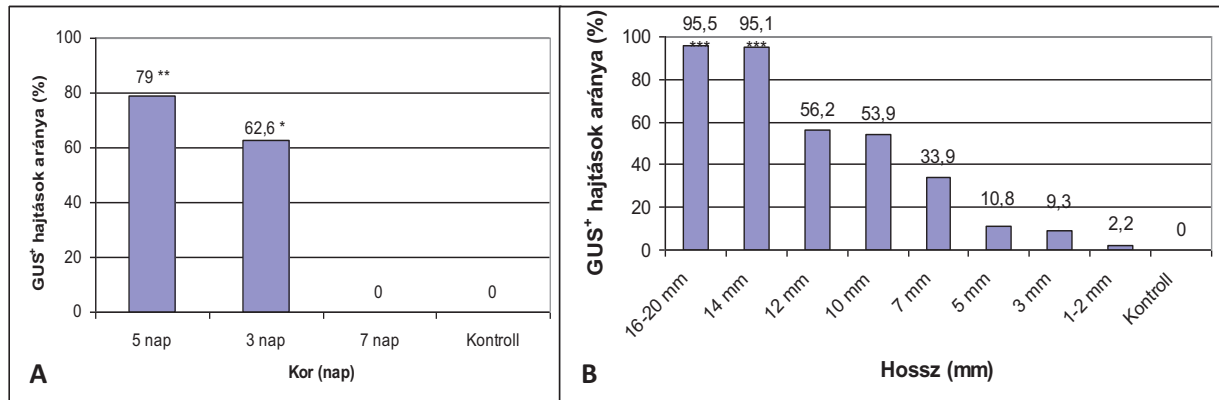 GUS⁺ hajtások aránya (%)
100
80
60
40
20
0
79 **
62,6 *
0
0
5 nap
3 nap
7 nap
Kontroll
Kor (nap)
A
GUS⁺ hajtások aránya (%)
100
80
60
40
20
0
95,5
***
95,1
***
56,2
53,9
33,9
10,8
9,3
2,2
0
16-20 mm
14 mm
12 mm
10 mm
7 mm
5 mm
3 mm
1-2 mm
Kontroll
Hossz (mm)
B